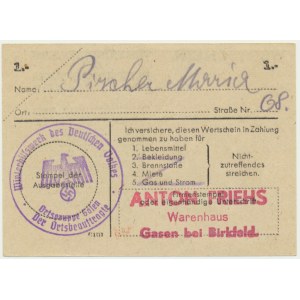 1.- 1.-
Name: Pircher Maria
Ort: Straße Nr. 68.
Winterhilfswerk des Deutschen Volkes
Stempel der
Ausgabestelle
Ortsgruppe Gasen
Der Ortsbeauftragte
Ich versichere, diesen Wertschein in Zahlung
genommen zu haben für
1. Lebensmittel
2. Bekleidung
3. Brennstoffe
4. Miete
5. Gas und Strom
Nicht-
zutreffendes
streichen.
ANTON
Warenhaus
Gasen bei Birkfeld.